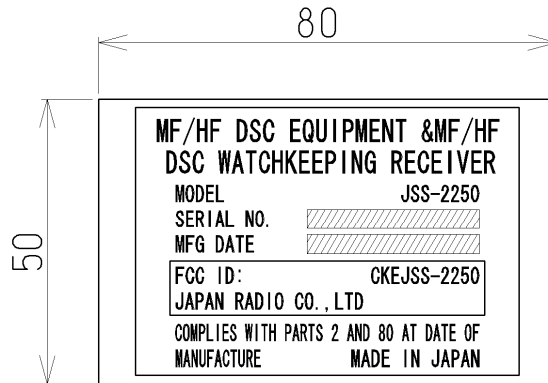 80
50
MF/HF DSC EQUIPMENT &MF/HF
DSC WATCHKEEPING RECEIVER
MODEL JSS-2250
SERIAL NO.
MFG DATE
FCC ID: CKEJSS-2250
JAPAN RADIO CO.,LTD
COMPLIES WITH PARTS 2 AND 80 AT DATE OF
MANUFACTURE MADE IN JAPAN